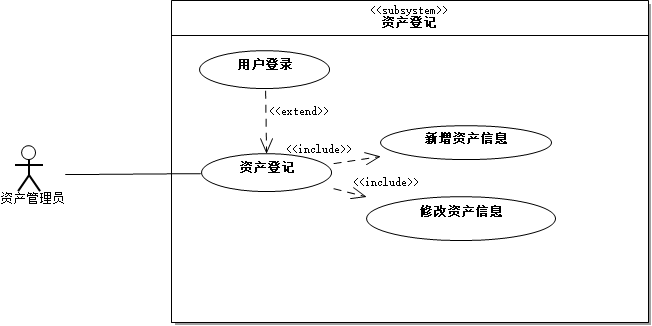 <<subsystem>>
资产登记
用户登录
<<extend>>
新增资产信息
<<include>>
资产登记
<<include>>
资产管理员
修改资产信息